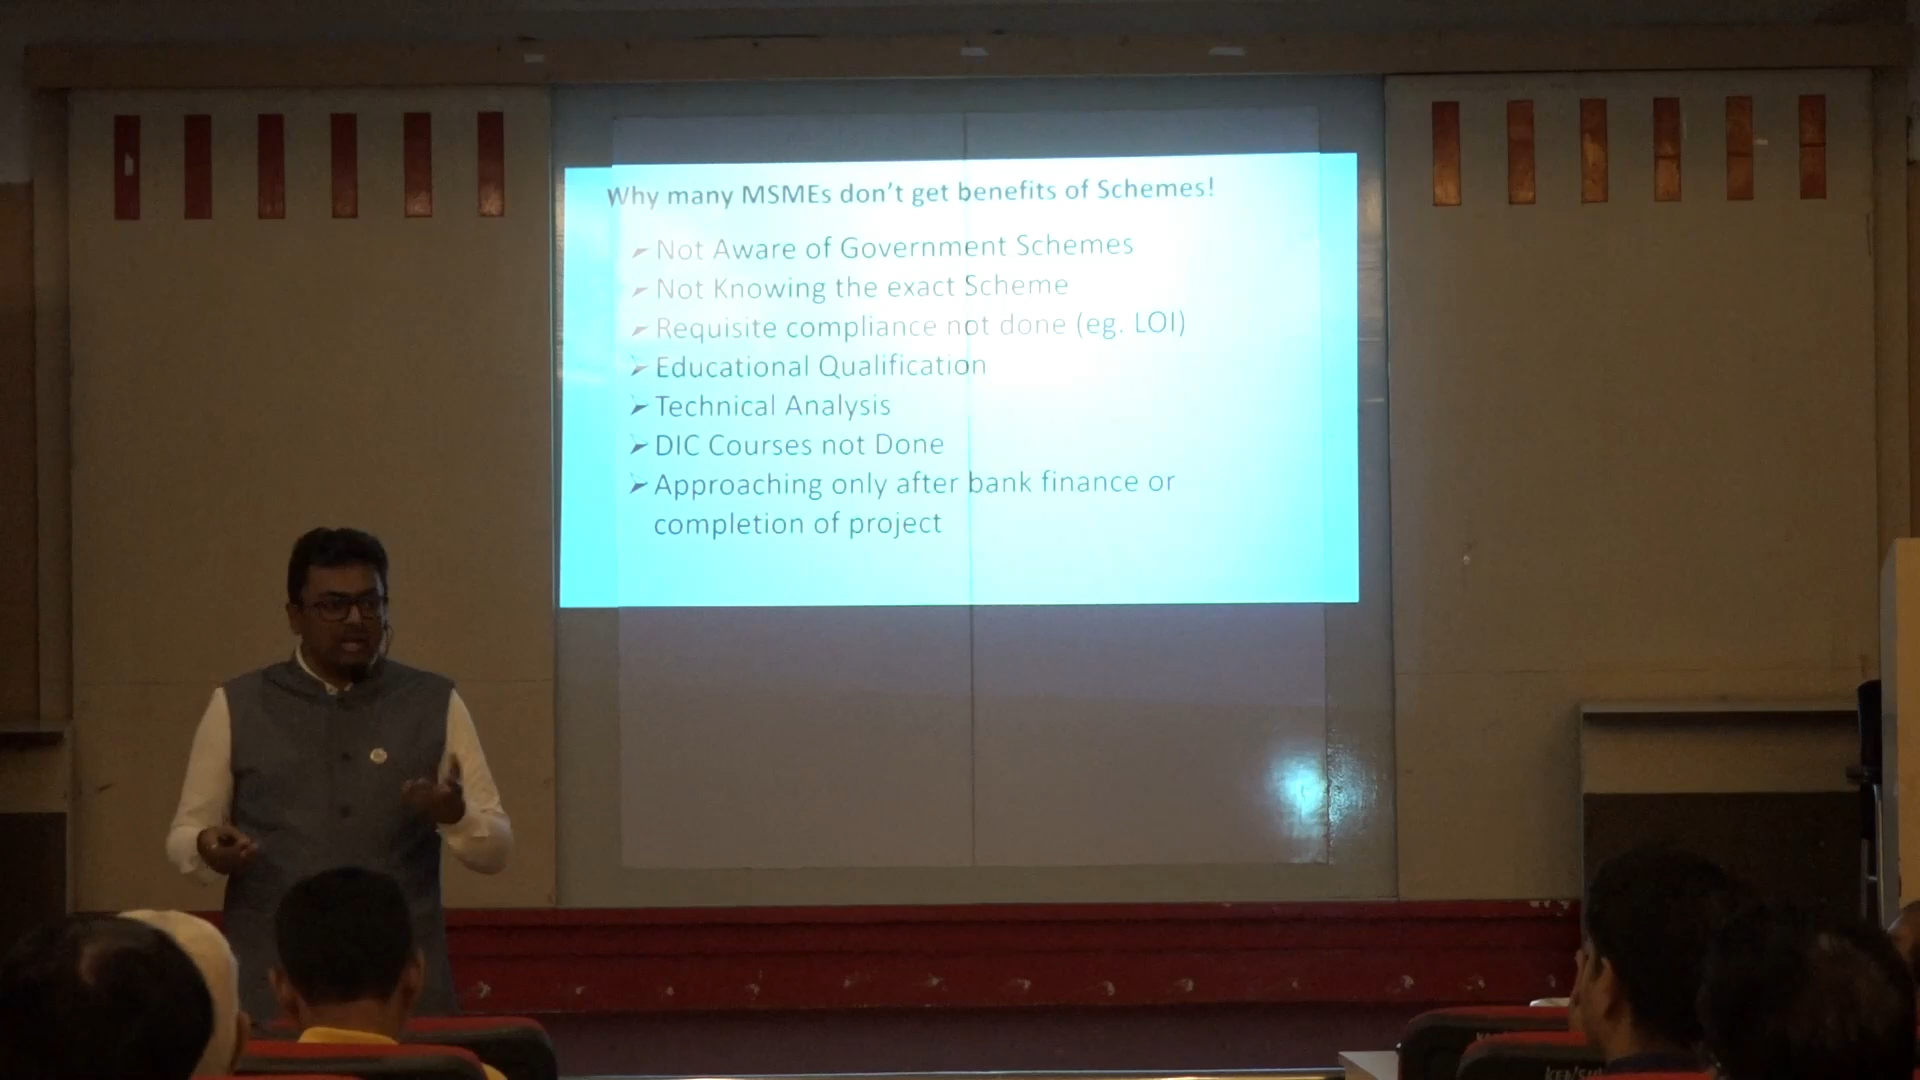 Why many MSMEs don't get benefits of Schemes!
➢ Not Aware of Government Schemes
➢ Not Knowing the exact Scheme
➢ Requisite compliance not done (eg. LOI)
➢ Educational Qualification
➢ Technical Analysis
➢ DIC Courses not Done
➢ Approaching only after bank finance or
completion of project